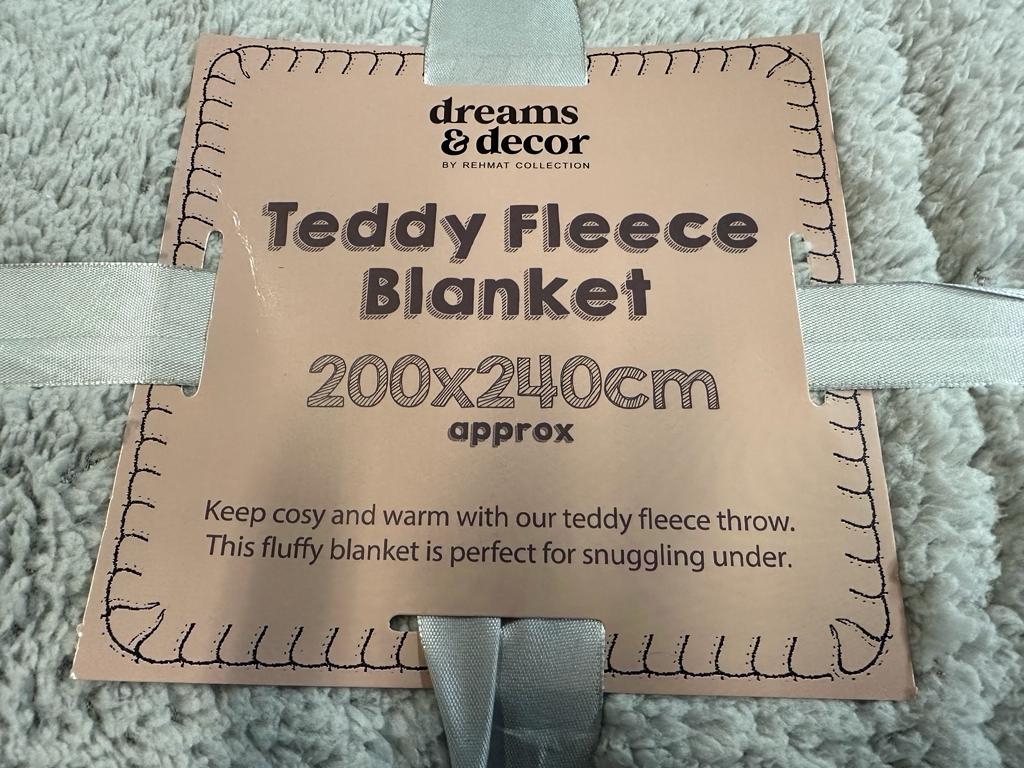 dreams
& decor
BY REHMAT COLLECTION
Teddy Fleece
Blanket
200x240cm
approx
Keep cosy and warm with our teddy fleece throw.
This fluffy blanket is perfect for snuggling under.